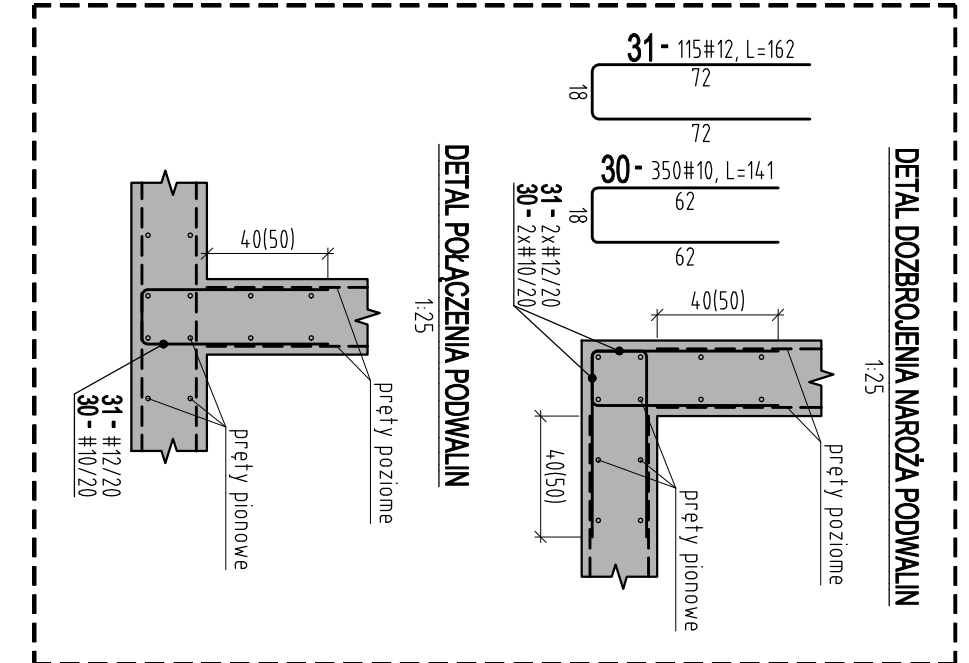 31 - 115#12, L=162
72
18
72
30 - 350#10, L=141
62
18
62
DETAL DOZBROJENIA NAROŻA PODWALIN
1:25
31 - 2x#12/20
30 - 2x#10/20
40(50)
40(50)
pręty poziome
pręty pionowe
DETAL POŁĄCZENIA PODWALIN
1:25
40(50)
pręty poziome
pręty pionowe
31 - #12/20
30 - #10/20